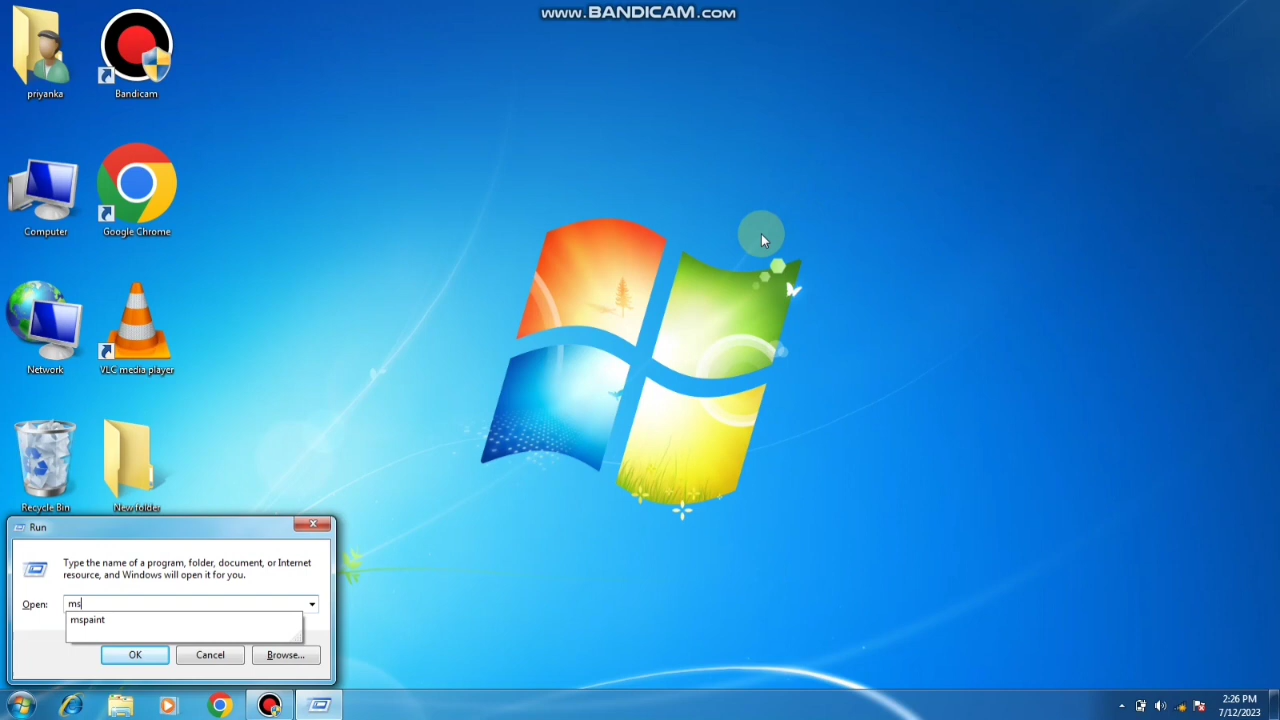 www.BANDICAM.com
priyanka
Bandicam
Computer
Google Chrome
Network
VLC media player
Recycle Bin
New folder
Run
Type the name of a program, folder, document, or Internet
resource, and Windows will open it for you.
Open:
ms
mspaint
OK
Cancel
Browse...
2:26 PM
7/12/2023